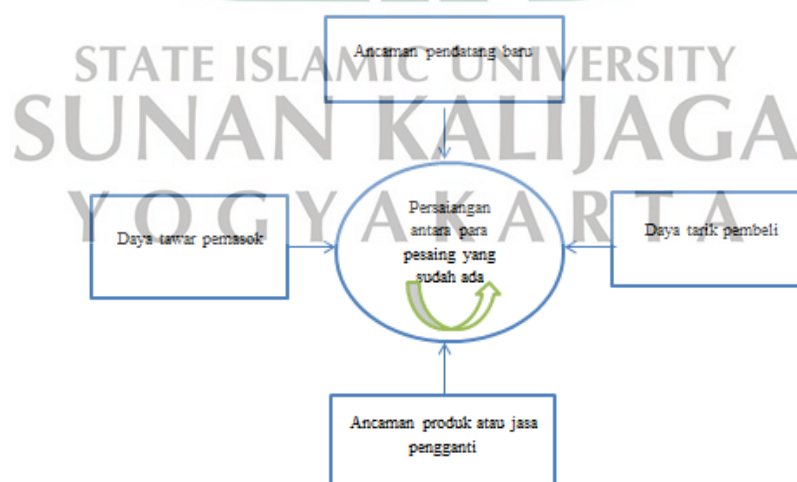 Ancaman pendatang baru
STATE ISLAMIC UNIVERSITY
SUNAN KALIJAGA
YOGYAKARTA
Daya tawar pemasok
Persaiangan
antara para
pesaing yang
sudah ada
Daya tarik pembeli
Ancaman produk atau jasa
pengganti